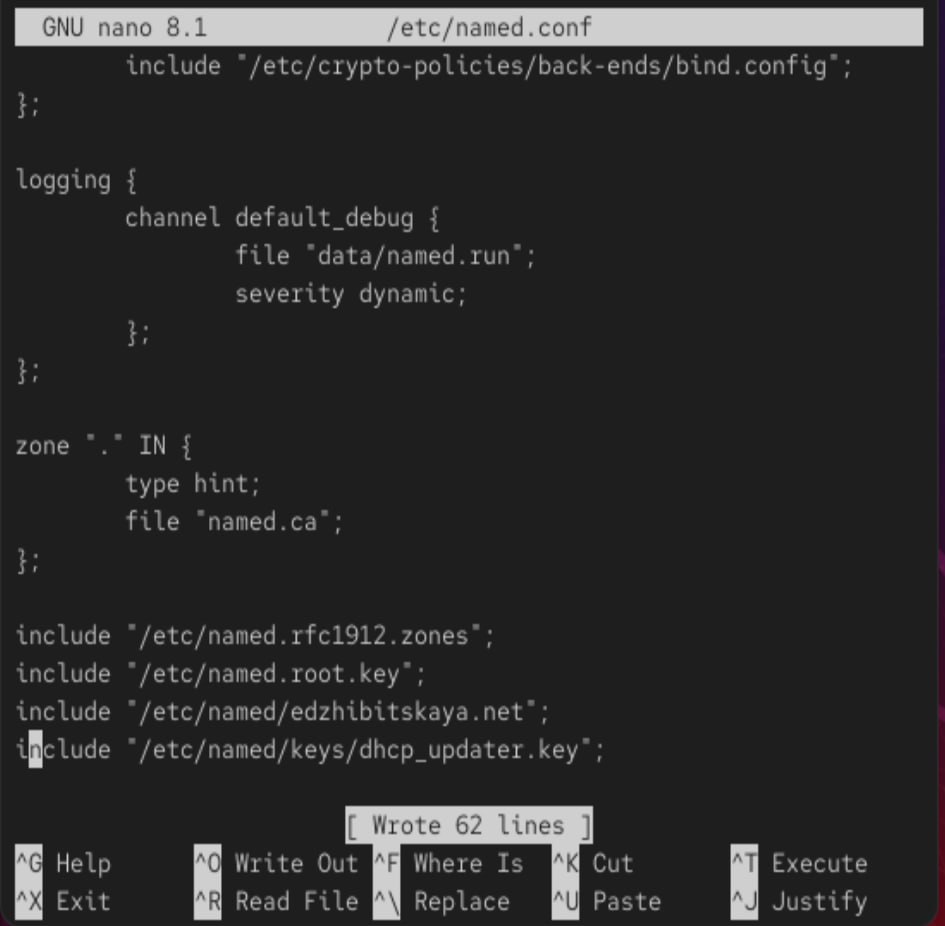 GNU nano 8.1 /etc/named.conf
include "/etc/crypto-policies/back-ends/bind.config";
};
logging {
channel default_debug {
file "data/named.run";
severity dynamic;
};
};
zone "." IN {
type hint;
file "named.ca";
};
include "/etc/named.rfc1912.zones";
include "/etc/named.root.key";
include "/etc/named/edzhibitskaya.net";
include "/etc/named/keys/dhcp_updater.key";
[ Wrote 62 lines ]
^G Help ^O Write Out ^F Where Is ^K Cut ^T Execute
^X Exit ^R Read File ^\ Replace ^U Paste ^J Justify